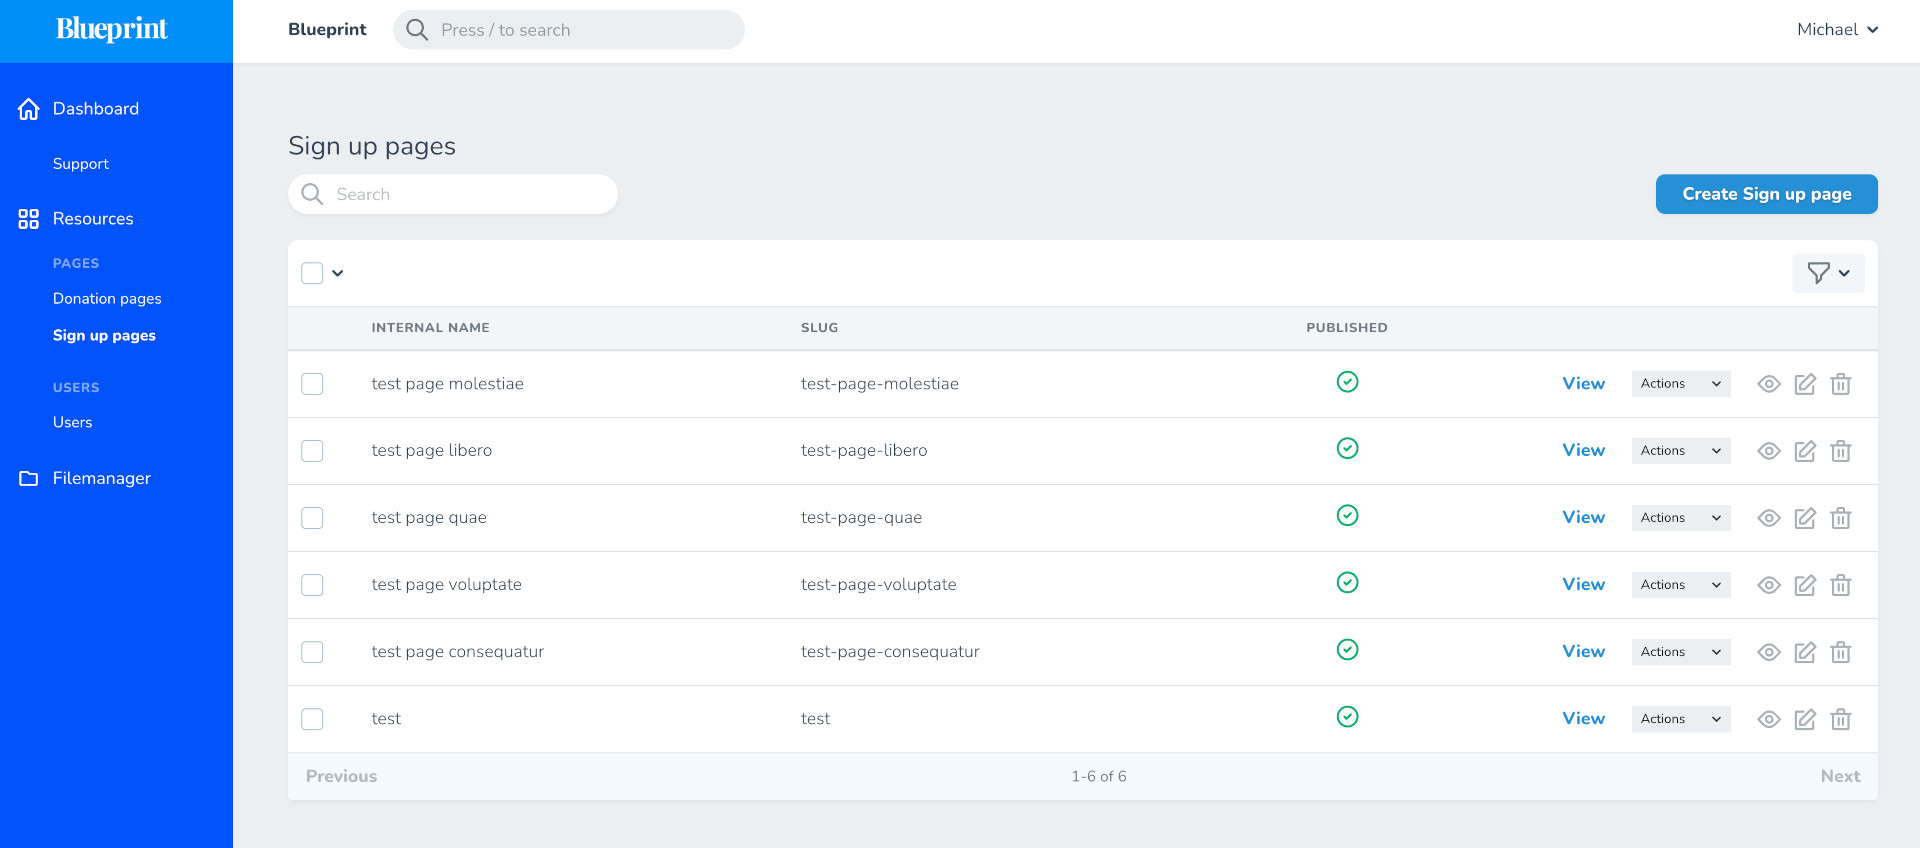 Blueprint
Blueprint
Press / to search
Michael
Dashboard
Support
Resources
PAGES
Donation pages
Sign up pages
USERS
Users
Filemanager
Sign up pages
Search
Create Sign up page
INTERNAL NAME SLUG PUBLISHED
test page molestiae test-page-molestiae View Actions
test page libero test-page-libero View Actions
test page quae test-page-quae View Actions
test page voluptate test-page-voluptate View Actions
test page consequatur test-page-consequatur View Actions
test test View Actions
Previous 1-6 of 6 Next